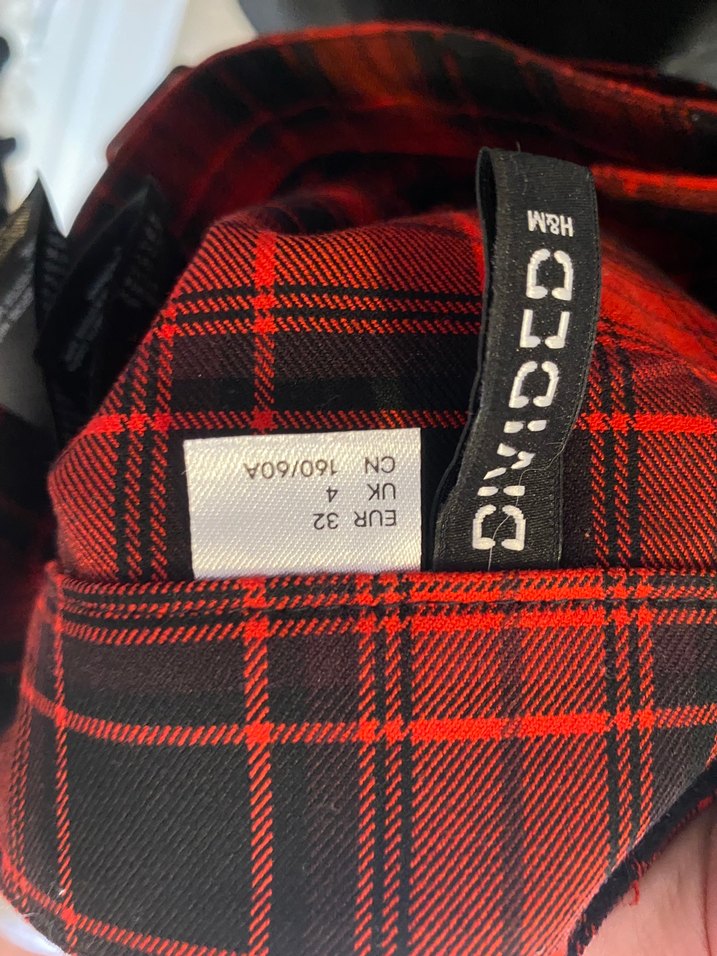 EUR 32
UK 4
CN 160/60A
DIVIDED
H&M